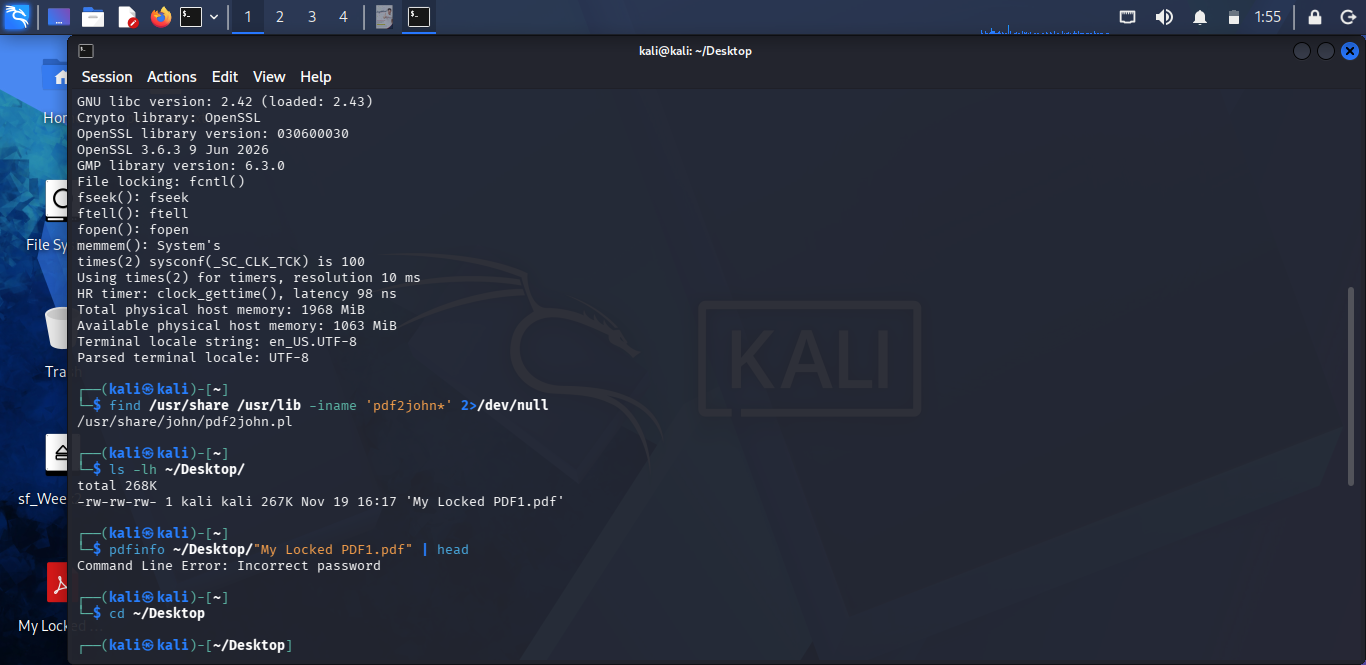 1 2 3 4 1:55
kali@kali: ~/Desktop
Session Actions Edit View Help
GNU libc version: 2.42 (loaded: 2.43)
Crypto library: OpenSSL
OpenSSL library version: 030600030
OpenSSL 3.6.3 9 Jun 2026
GMP library version: 6.3.0
File locking: fcntl()
fseek(): fseek
ftell(): ftell
fopen(): fopen
memmem(): System's
times(2) sysconf(_SC_CLK_TCK) is 100
Using times(2) for timers, resolution 10 ms
HR timer: clock_gettime(), latency 98 ns
Total physical host memory: 1968 MiB
Available physical host memory: 1063 MiB
Terminal locale string: en_US.UTF-8
Parsed terminal locale: UTF-8
┌──(kali㉿kali)-[~]
└─$ find /usr/share /usr/lib -iname 'pdf2john*' 2>/dev/null
/usr/share/john/pdf2john.pl
┌──(kali㉿kali)-[~]
└─$ ls -lh ~/Desktop/
total 268K
-rw-rw-rw- 1 kali kali 267K Nov 19 16:17 'My Locked PDF1.pdf'
┌──(kali㉿kali)-[~]
└─$ pdfinfo ~/Desktop/"My Locked PDF1.pdf" | head
Command Line Error: Incorrect password
┌──(kali㉿kali)-[~]
└─$ cd ~/Desktop
┌──(kali㉿kali)-[~/Desktop]
KALI
Hom
File Sy
Trash
sf_Wee
My Locked ...